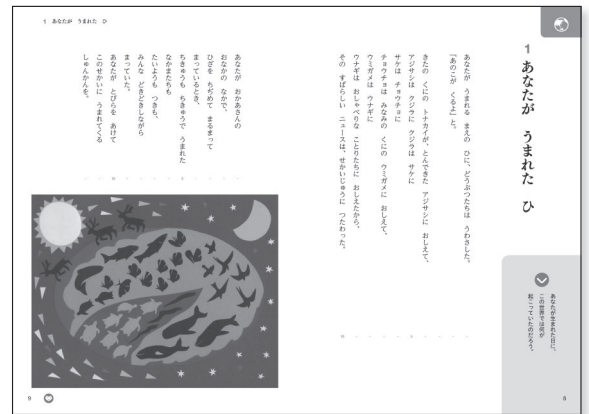 1
あなたが うまれた ひ
あなたが生まれた日に、
この世界では何が
起こっていたのだろう。
あなたが うまれる まえの ひに、どうぶつたちは うわさした。
「あのこが くるよ」と。
きたの くにの トナカイが、とんできた アジサシに おしえて、
アジサシは クジラに クジラは サケに
サケは チョウチョに
チョウチョは みなみの くにの ウミガメに おしえて、
ウミガメは ウナギに
ウナギは おしゃべりな ことりたちに おしえたから、
その すばらしい ニュースは、せかいじゅうに つたわった。
8
1 あなたが うまれた ひ
あなたが おかあさんの
おなかの なかで、
ひざを ちぢめて まるまって
まっているとき、
ちきゅうも ちきゅうで うまれた
なかまたちも
たいようも つきも、
みんな どきどきしながら
まっていた。
あなたが とびらを あけて
このせかいに うまれてくる
しゅんかんを。
9